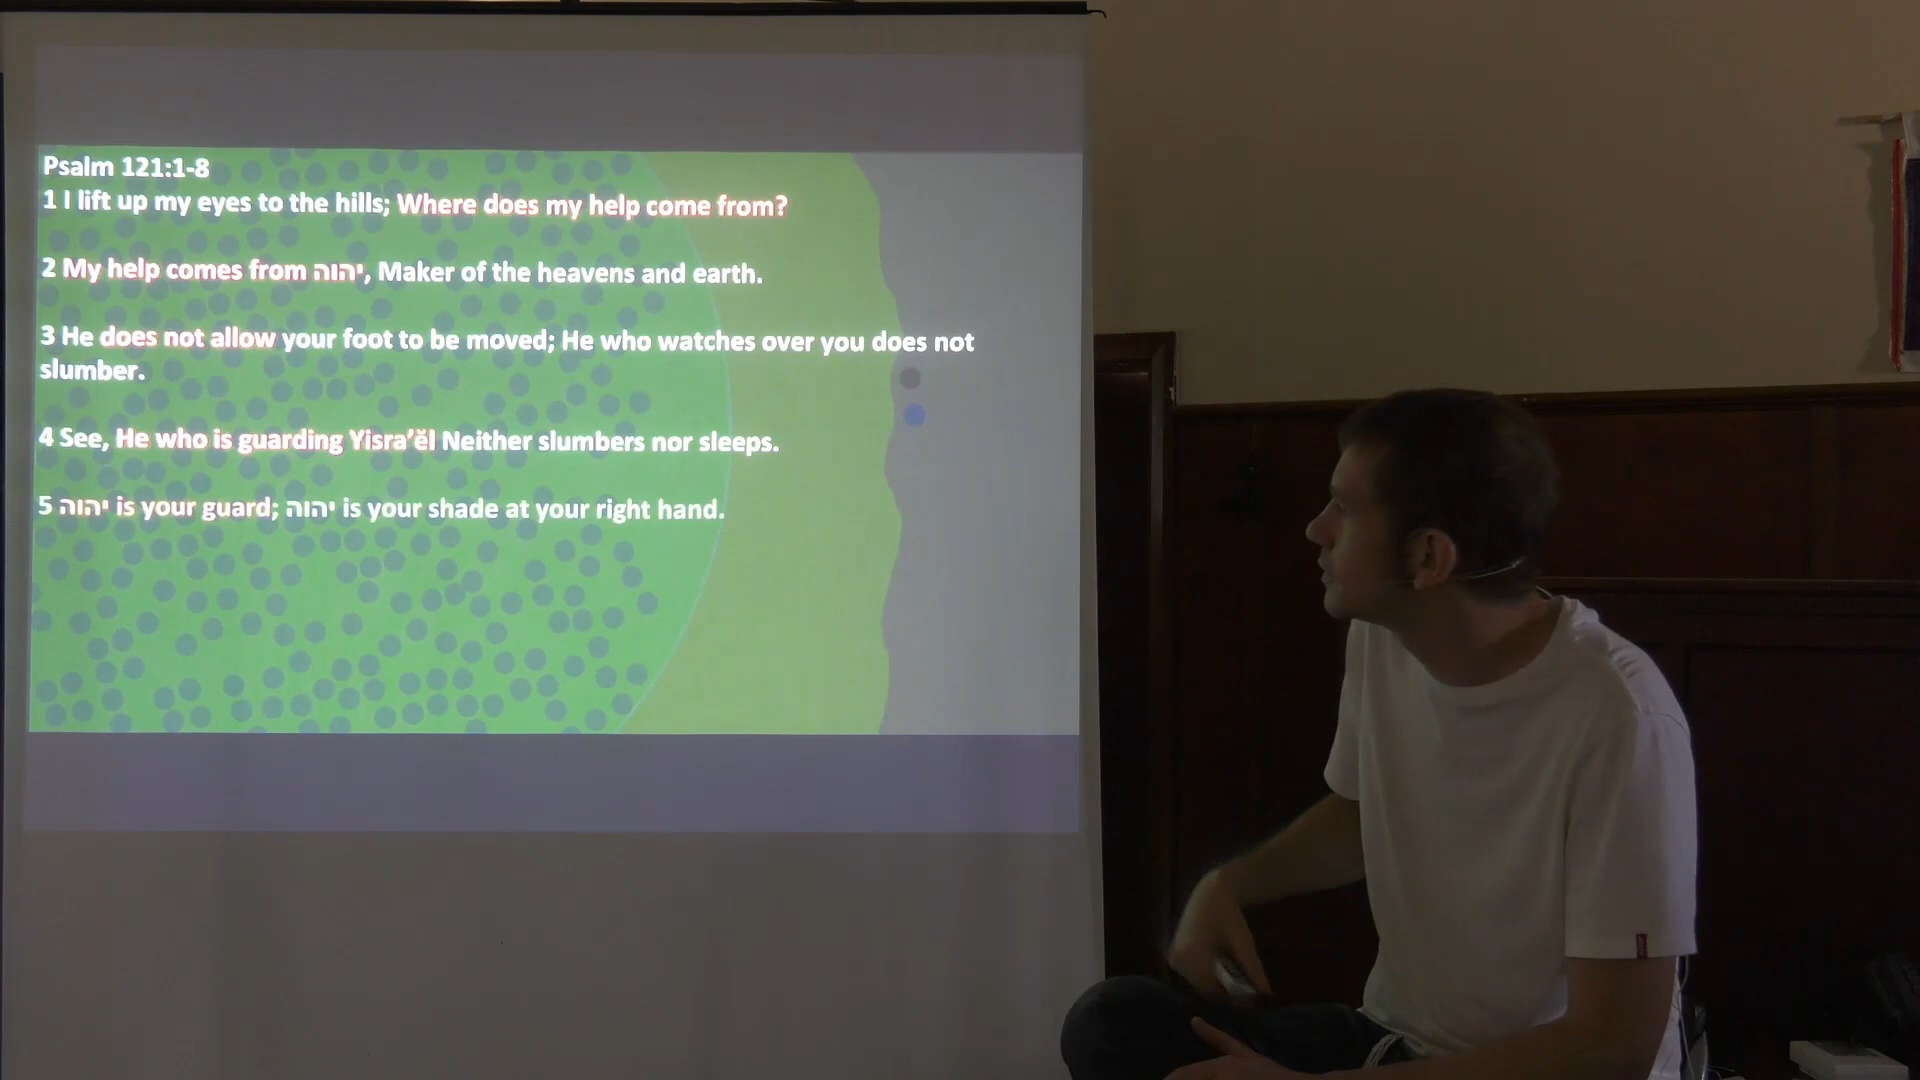 Psalm 121:1-8
1 I lift up my eyes to the hills; Where does my help come from?
2 My help comes from יהוה, Maker of the heavens and earth.
3 He does not allow your foot to be moved; He who watches over you does not
slumber.
4 See, He who is guarding Yisra’ĕl Neither slumbers nor sleeps.
5 יהוה is your guard; יהוה is your shade at your right hand.